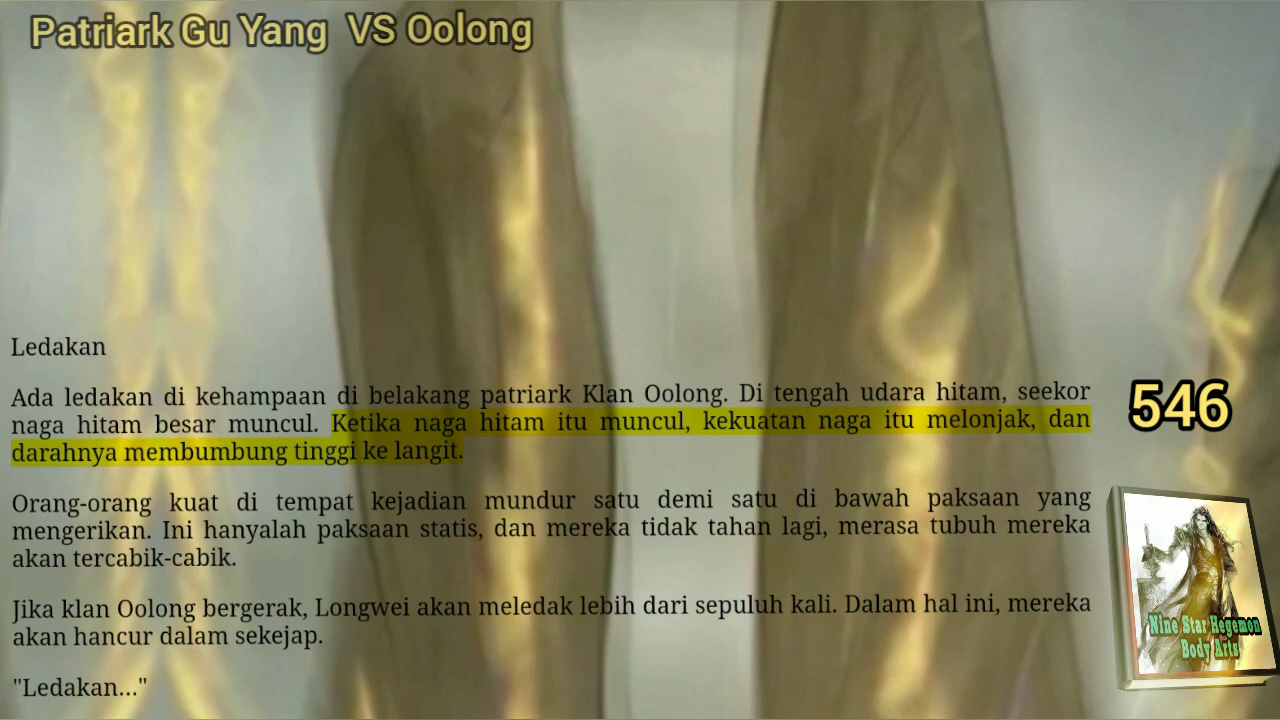 Patriark Gu Yang VS Oolong
Ledakan
Ada ledakan di kehampaan di belakang patriark Klan Oolong. Di tengah udara hitam, seekor
naga hitam besar muncul. Ketika naga hitam itu muncul, kekuatan naga itu melonjak, dan
darahnya membumbung tinggi ke langit.
Orang-orang kuat di tempat kejadian mundur satu demi satu di bawah paksaan yang
mengerikan. Ini hanyalah paksaan statis, dan mereka tidak tahan lagi, merasa tubuh mereka
akan tercabik-cabik.
Jika klan Oolong bergerak, Longwei akan meledak lebih dari sepuluh kali. Dalam hal ini, mereka
akan hancur dalam sekejap.
"Ledakan..."
546
Nine Star Hegemon
Body Arts